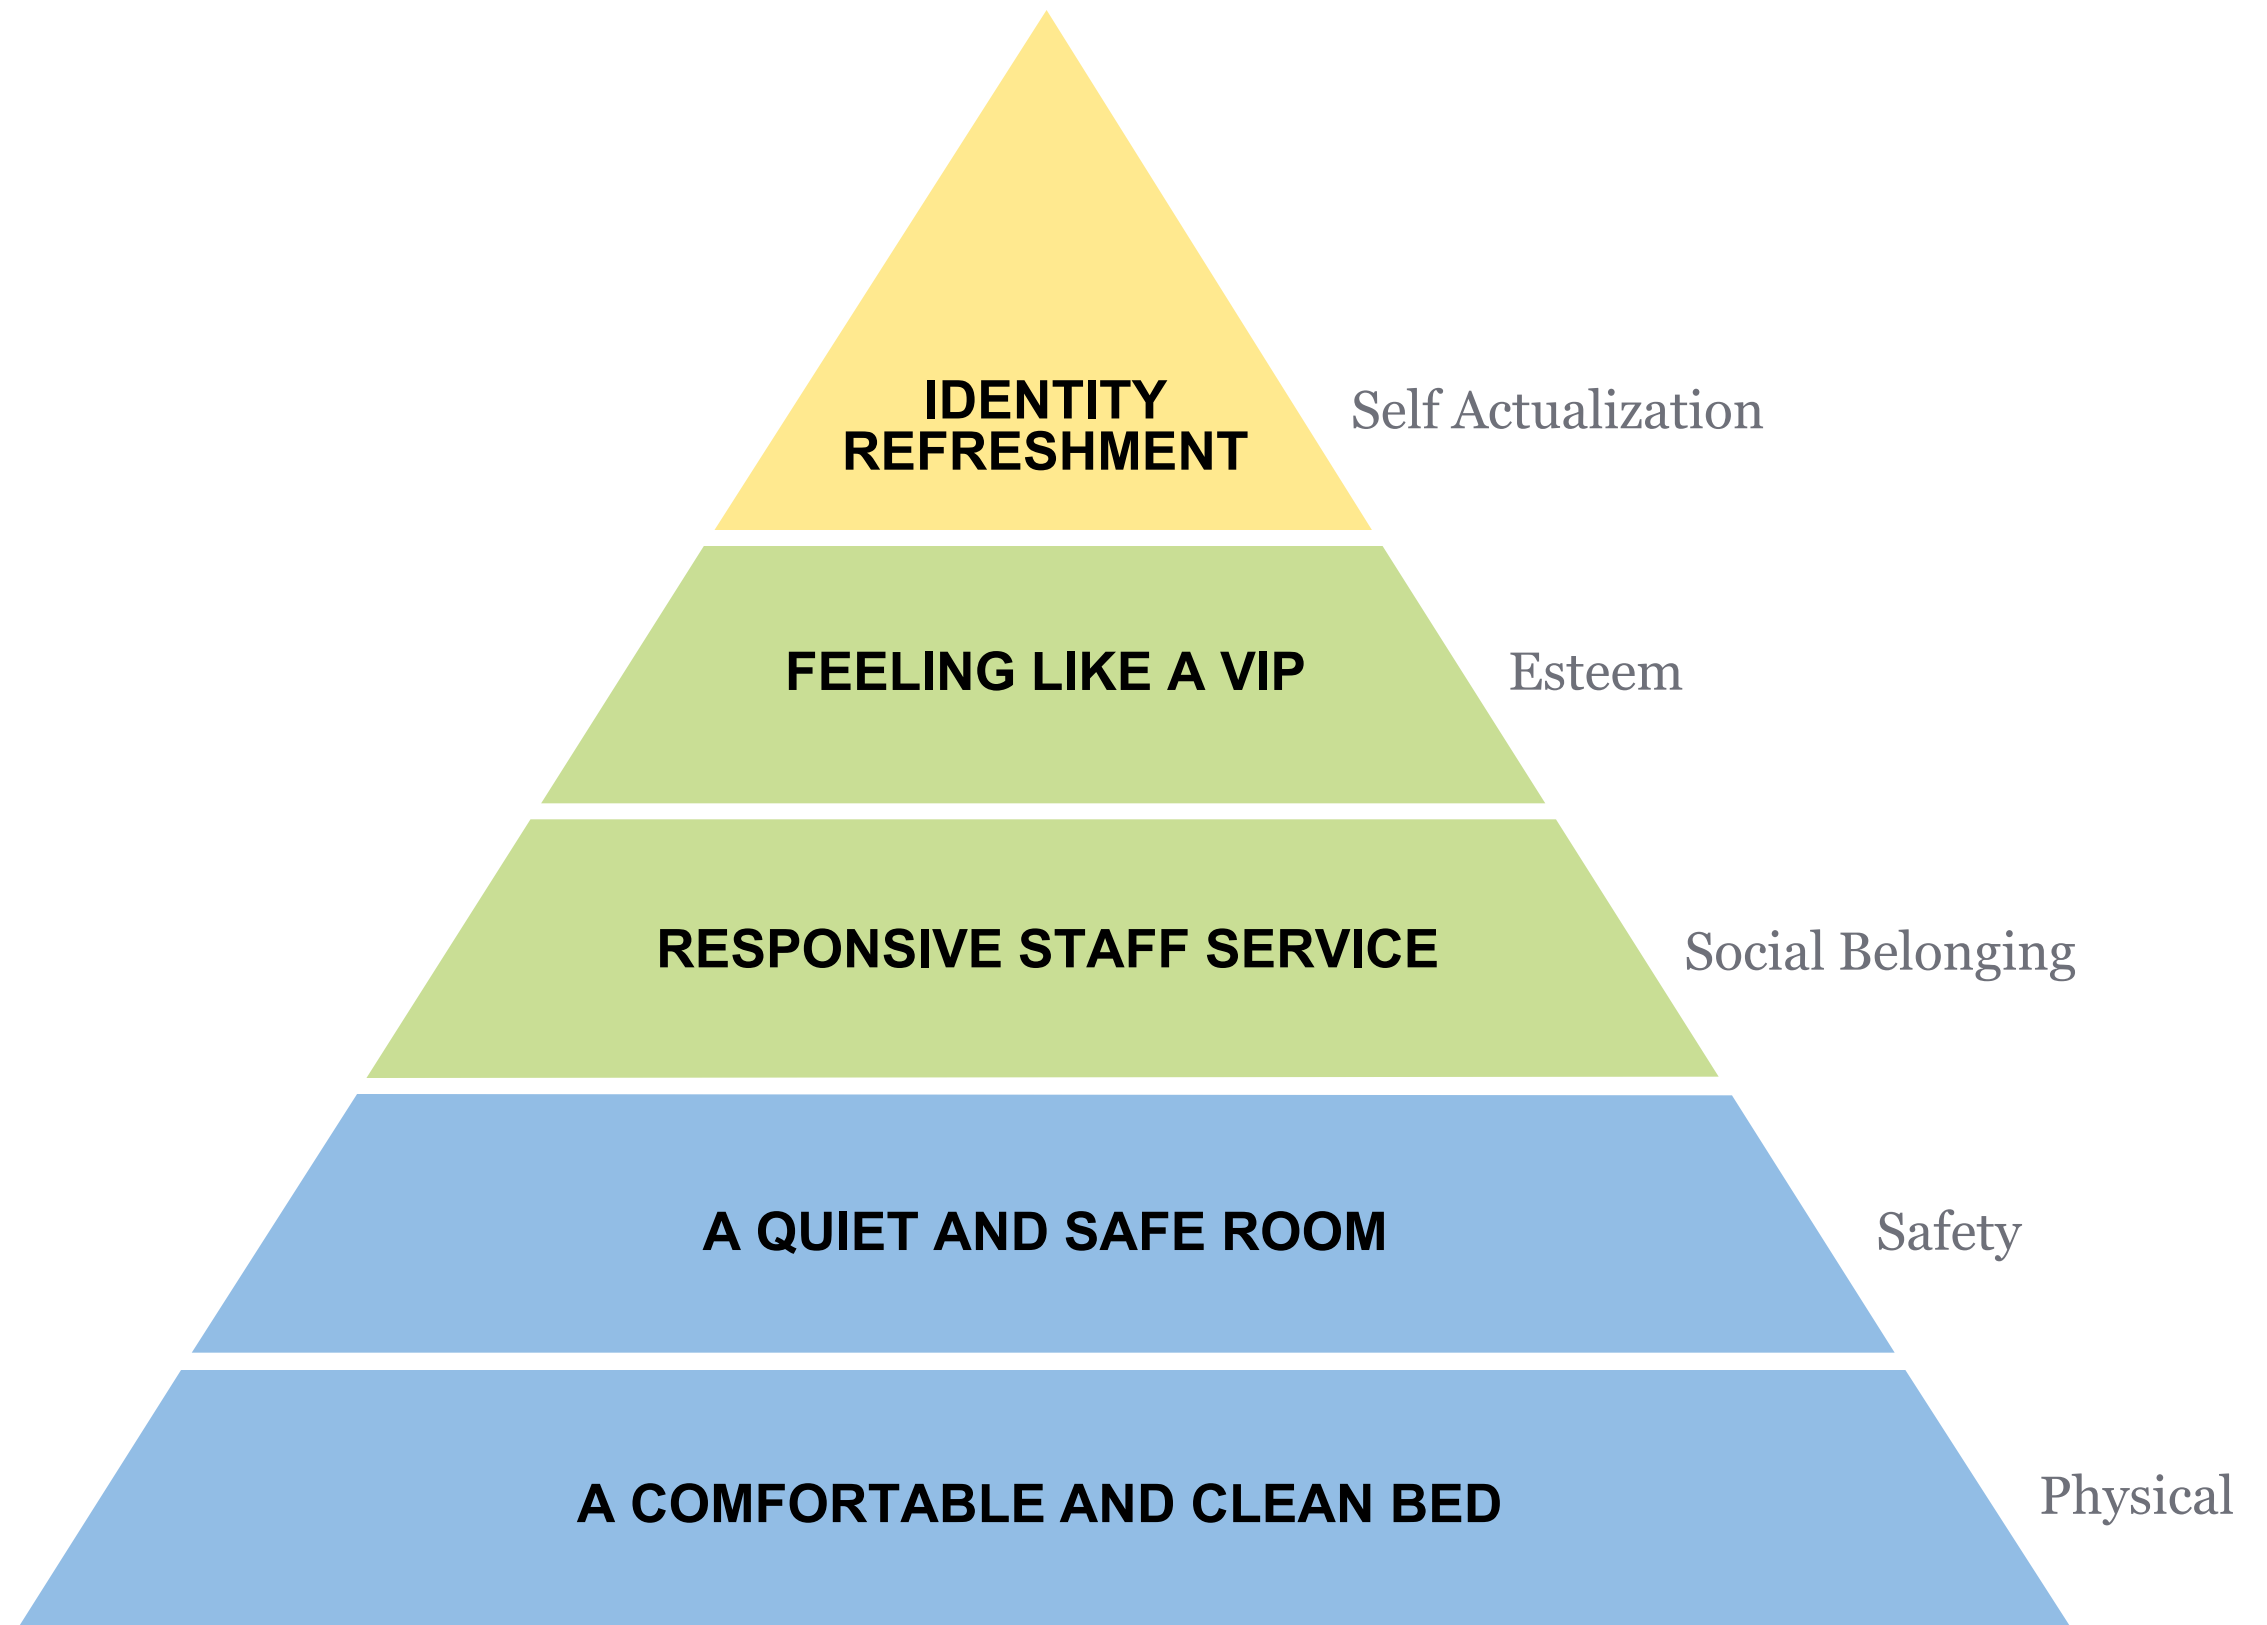 IDENTITY
REFRESHMENT
Self Actualization
FEELING LIKE A VIP
Esteem
RESPONSIVE STAFF SERVICE
Social Belonging
A QUIET AND SAFE ROOM
Safety
A COMFORTABLE AND CLEAN BED
Physical